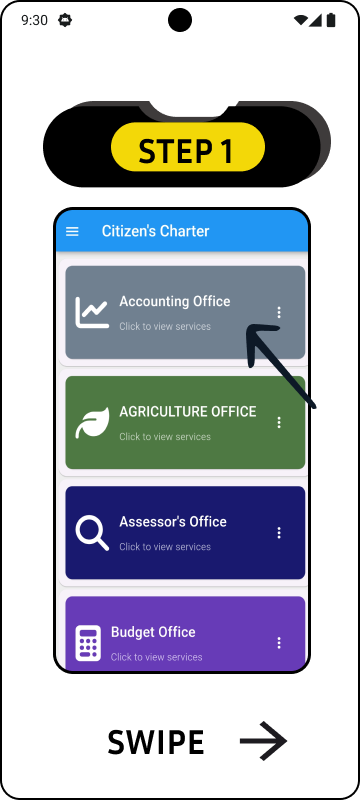 9:30
STEP 1
Citizen's Charter
Accounting Office
Click to view services
AGRICULTURE OFFICE
Click to view services
Assessor's Office
Click to view services
Budget Office
Click to view services
SWIPE